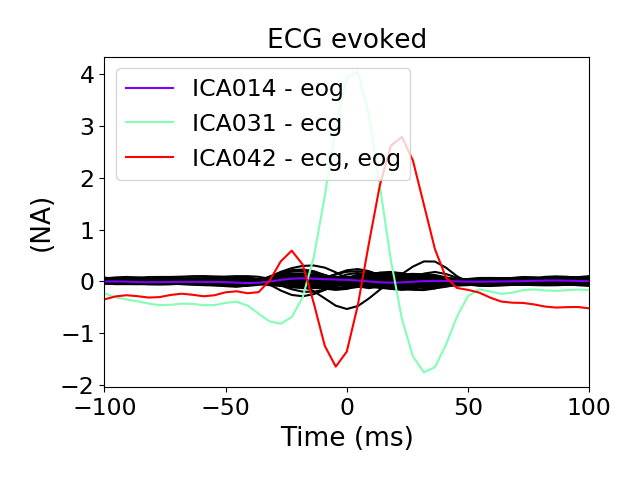 ECG evoked
ICA014 - eog
ICA031 - ecg
ICA042 - ecg, eog
(NA)
4
3
2
1
0
−1
−2
−100 −50 0 50 100
Time (ms)